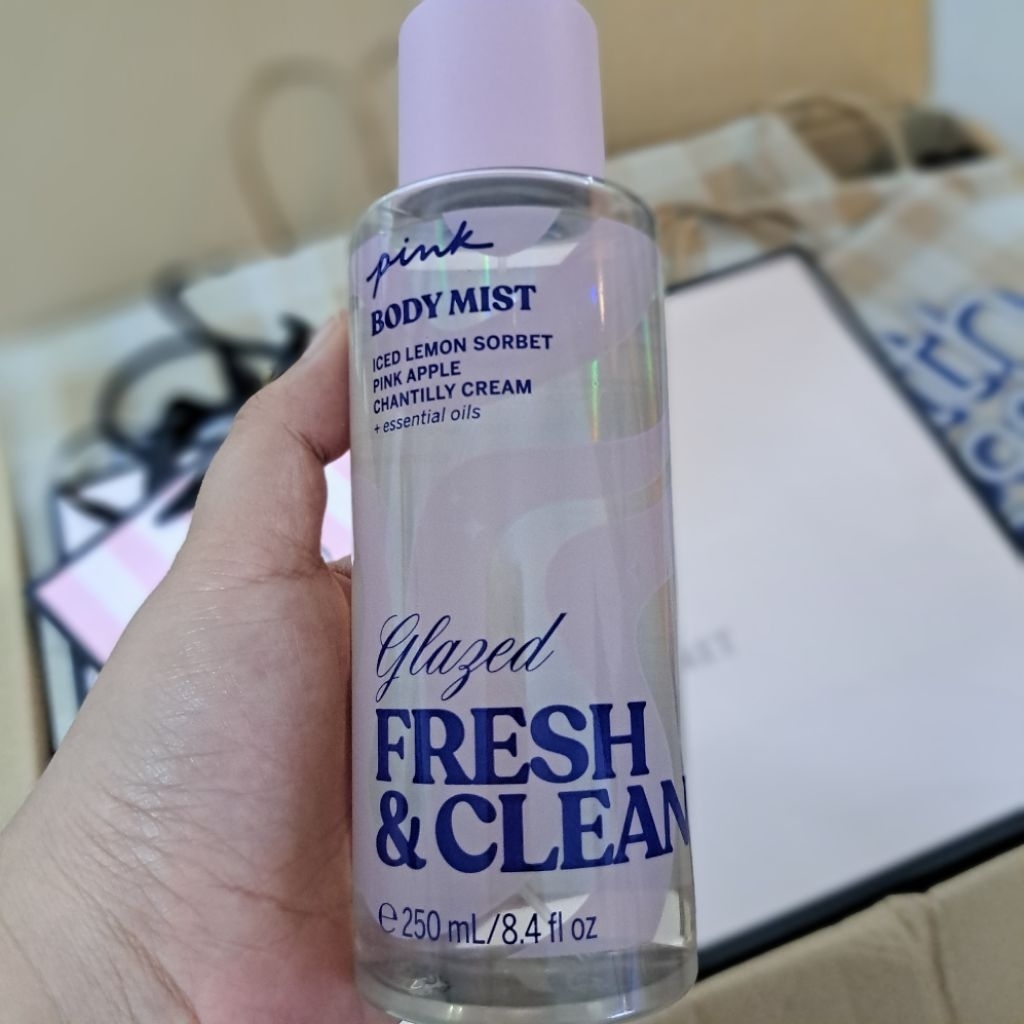 pink
BODY MIST
ICED LEMON SORBET
PINK APPLE
CHANTILLY CREAM
+ essential oils
Glazed
FRESH
& CLEAN
℮ 250 mL/8.4 fl oz